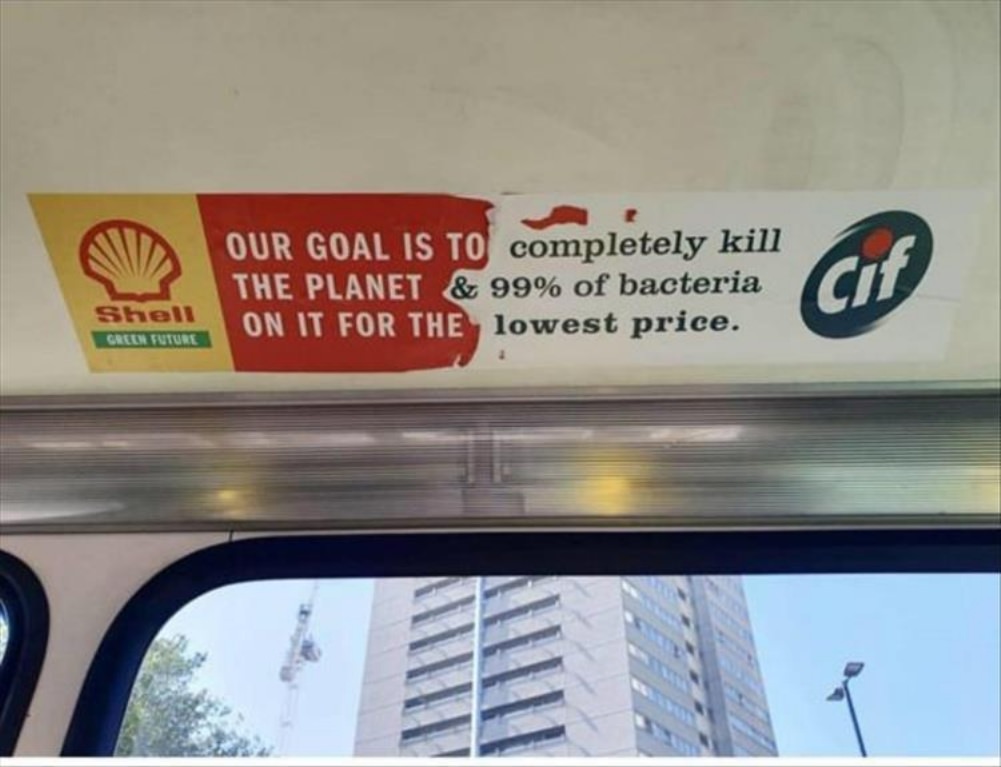 Shell
GREEN FUTURE
OUR GOAL IS TO completely kill
THE PLANET & 99% of bacteria
ON IT FOR THE lowest price.
Cif